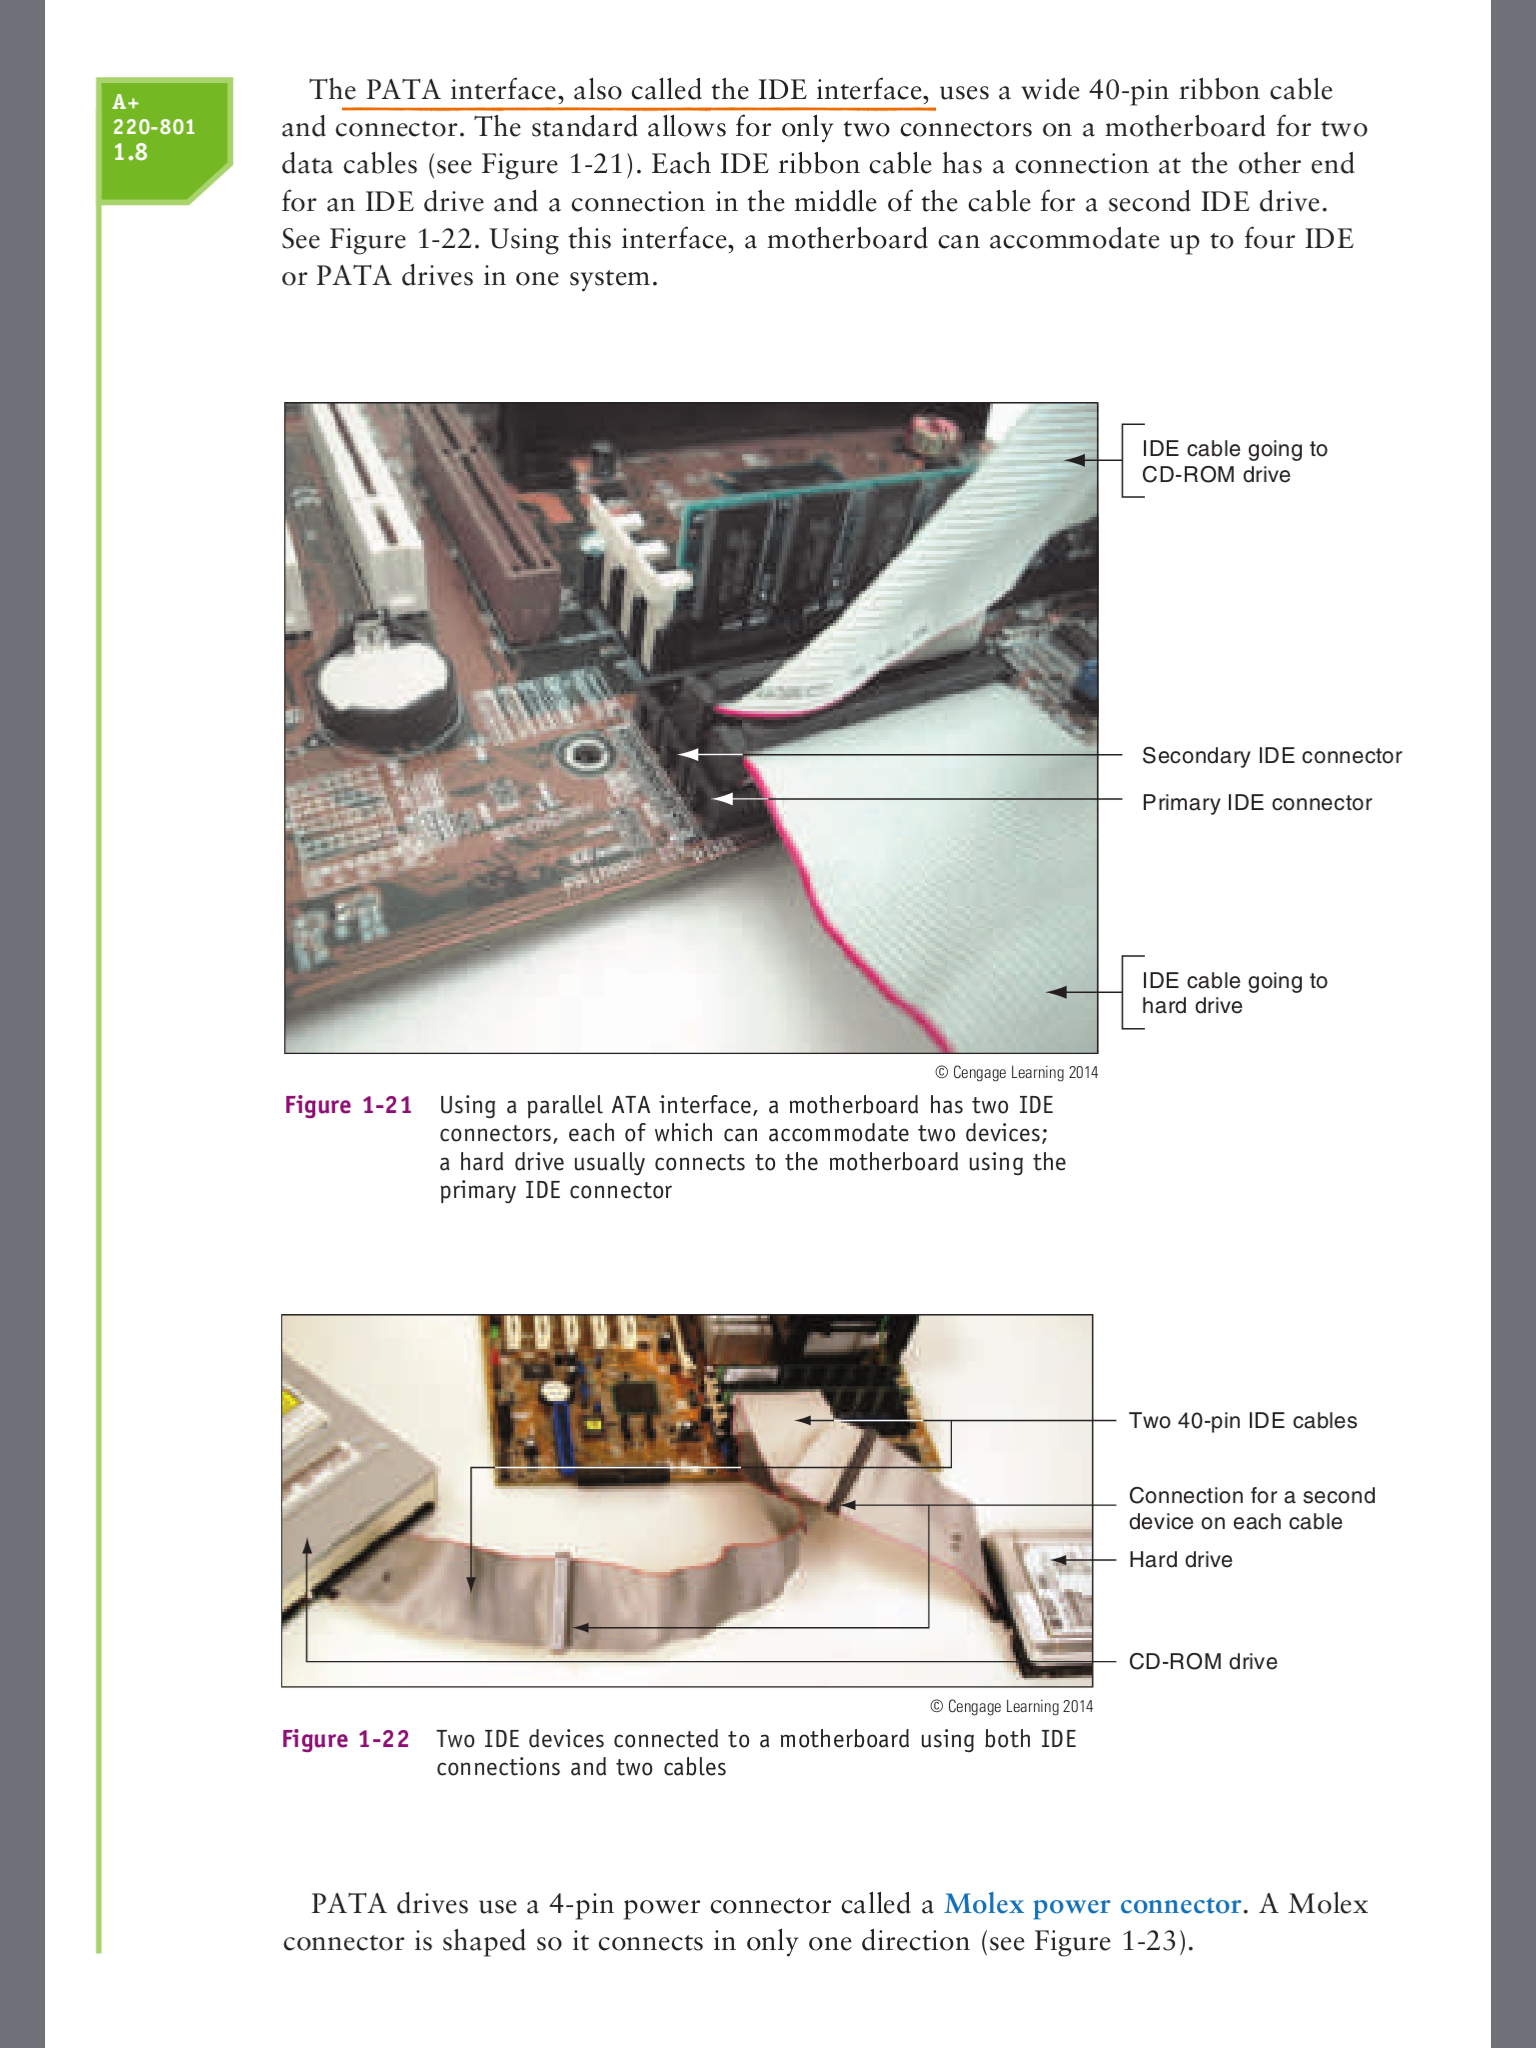 A+
220-801
1.8
The PATA interface, also called the IDE interface, uses a wide 40-pin ribbon cable
and connector. The standard allows for only two connectors on a motherboard for two
data cables (see Figure 1-21). Each IDE ribbon cable has a connection at the other end
for an IDE drive and a connection in the middle of the cable for a second IDE drive.
See Figure 1-22. Using this interface, a motherboard can accommodate up to four IDE
or PATA drives in one system.
IDE cable going to
CD-ROM drive
Secondary IDE connector
Primary IDE connector
IDE cable going to
hard drive
© Cengage Learning 2014
Figure 1-21 Using a parallel ATA interface, a motherboard has two IDE
connectors, each of which can accommodate two devices;
a hard drive usually connects to the motherboard using the
primary IDE connector
Two 40-pin IDE cables
Connection for a second
device on each cable
Hard drive
CD-ROM drive
© Cengage Learning 2014
Figure 1-22 Two IDE devices connected to a motherboard using both IDE
connections and two cables
PATA drives use a 4-pin power connector called a Molex power connector. A Molex
connector is shaped so it connects in only one direction (see Figure 1-23).